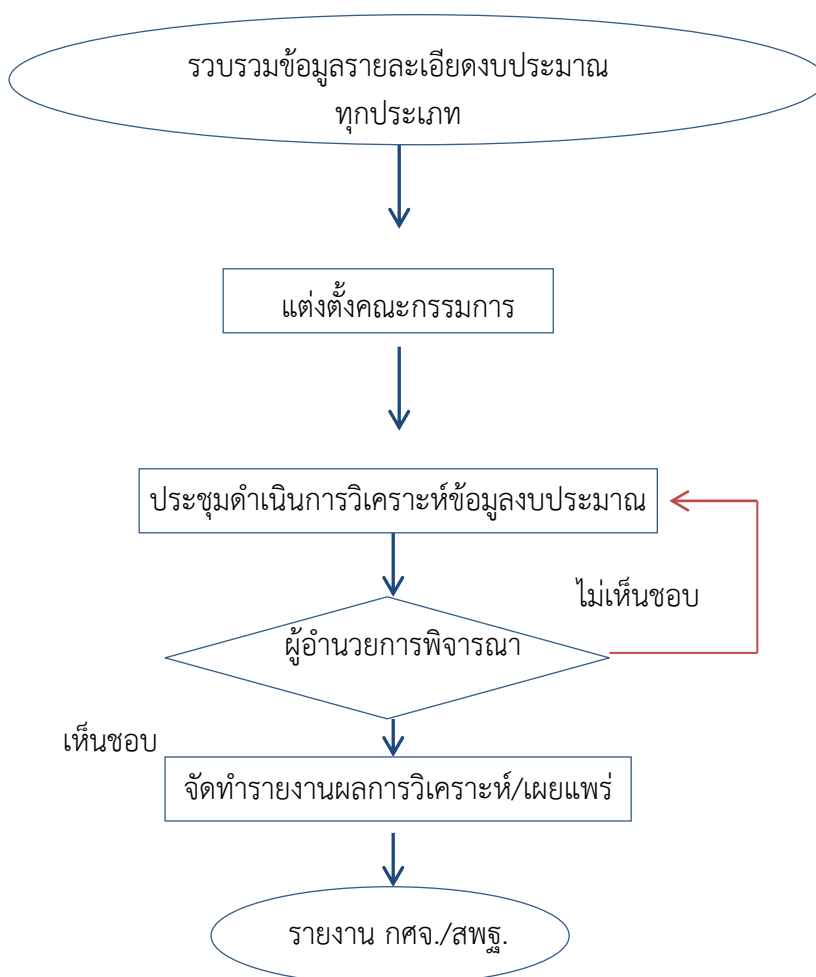 รวบรวมข้อมูลรายละเอียดงบประมาณ
ทุกประเภท
แต่งตั้งคณะกรรมการ
ประชุมดำเนินการวิเคราะห์ข้อมูลงบประมาณ
ไม่เห็นชอบ
ผู้อำนวยการพิจารณา
เห็นชอบ
จัดทำรายงานผลการวิเคราะห์/เผยแพร่
รายงาน กศจ./สพฐ.